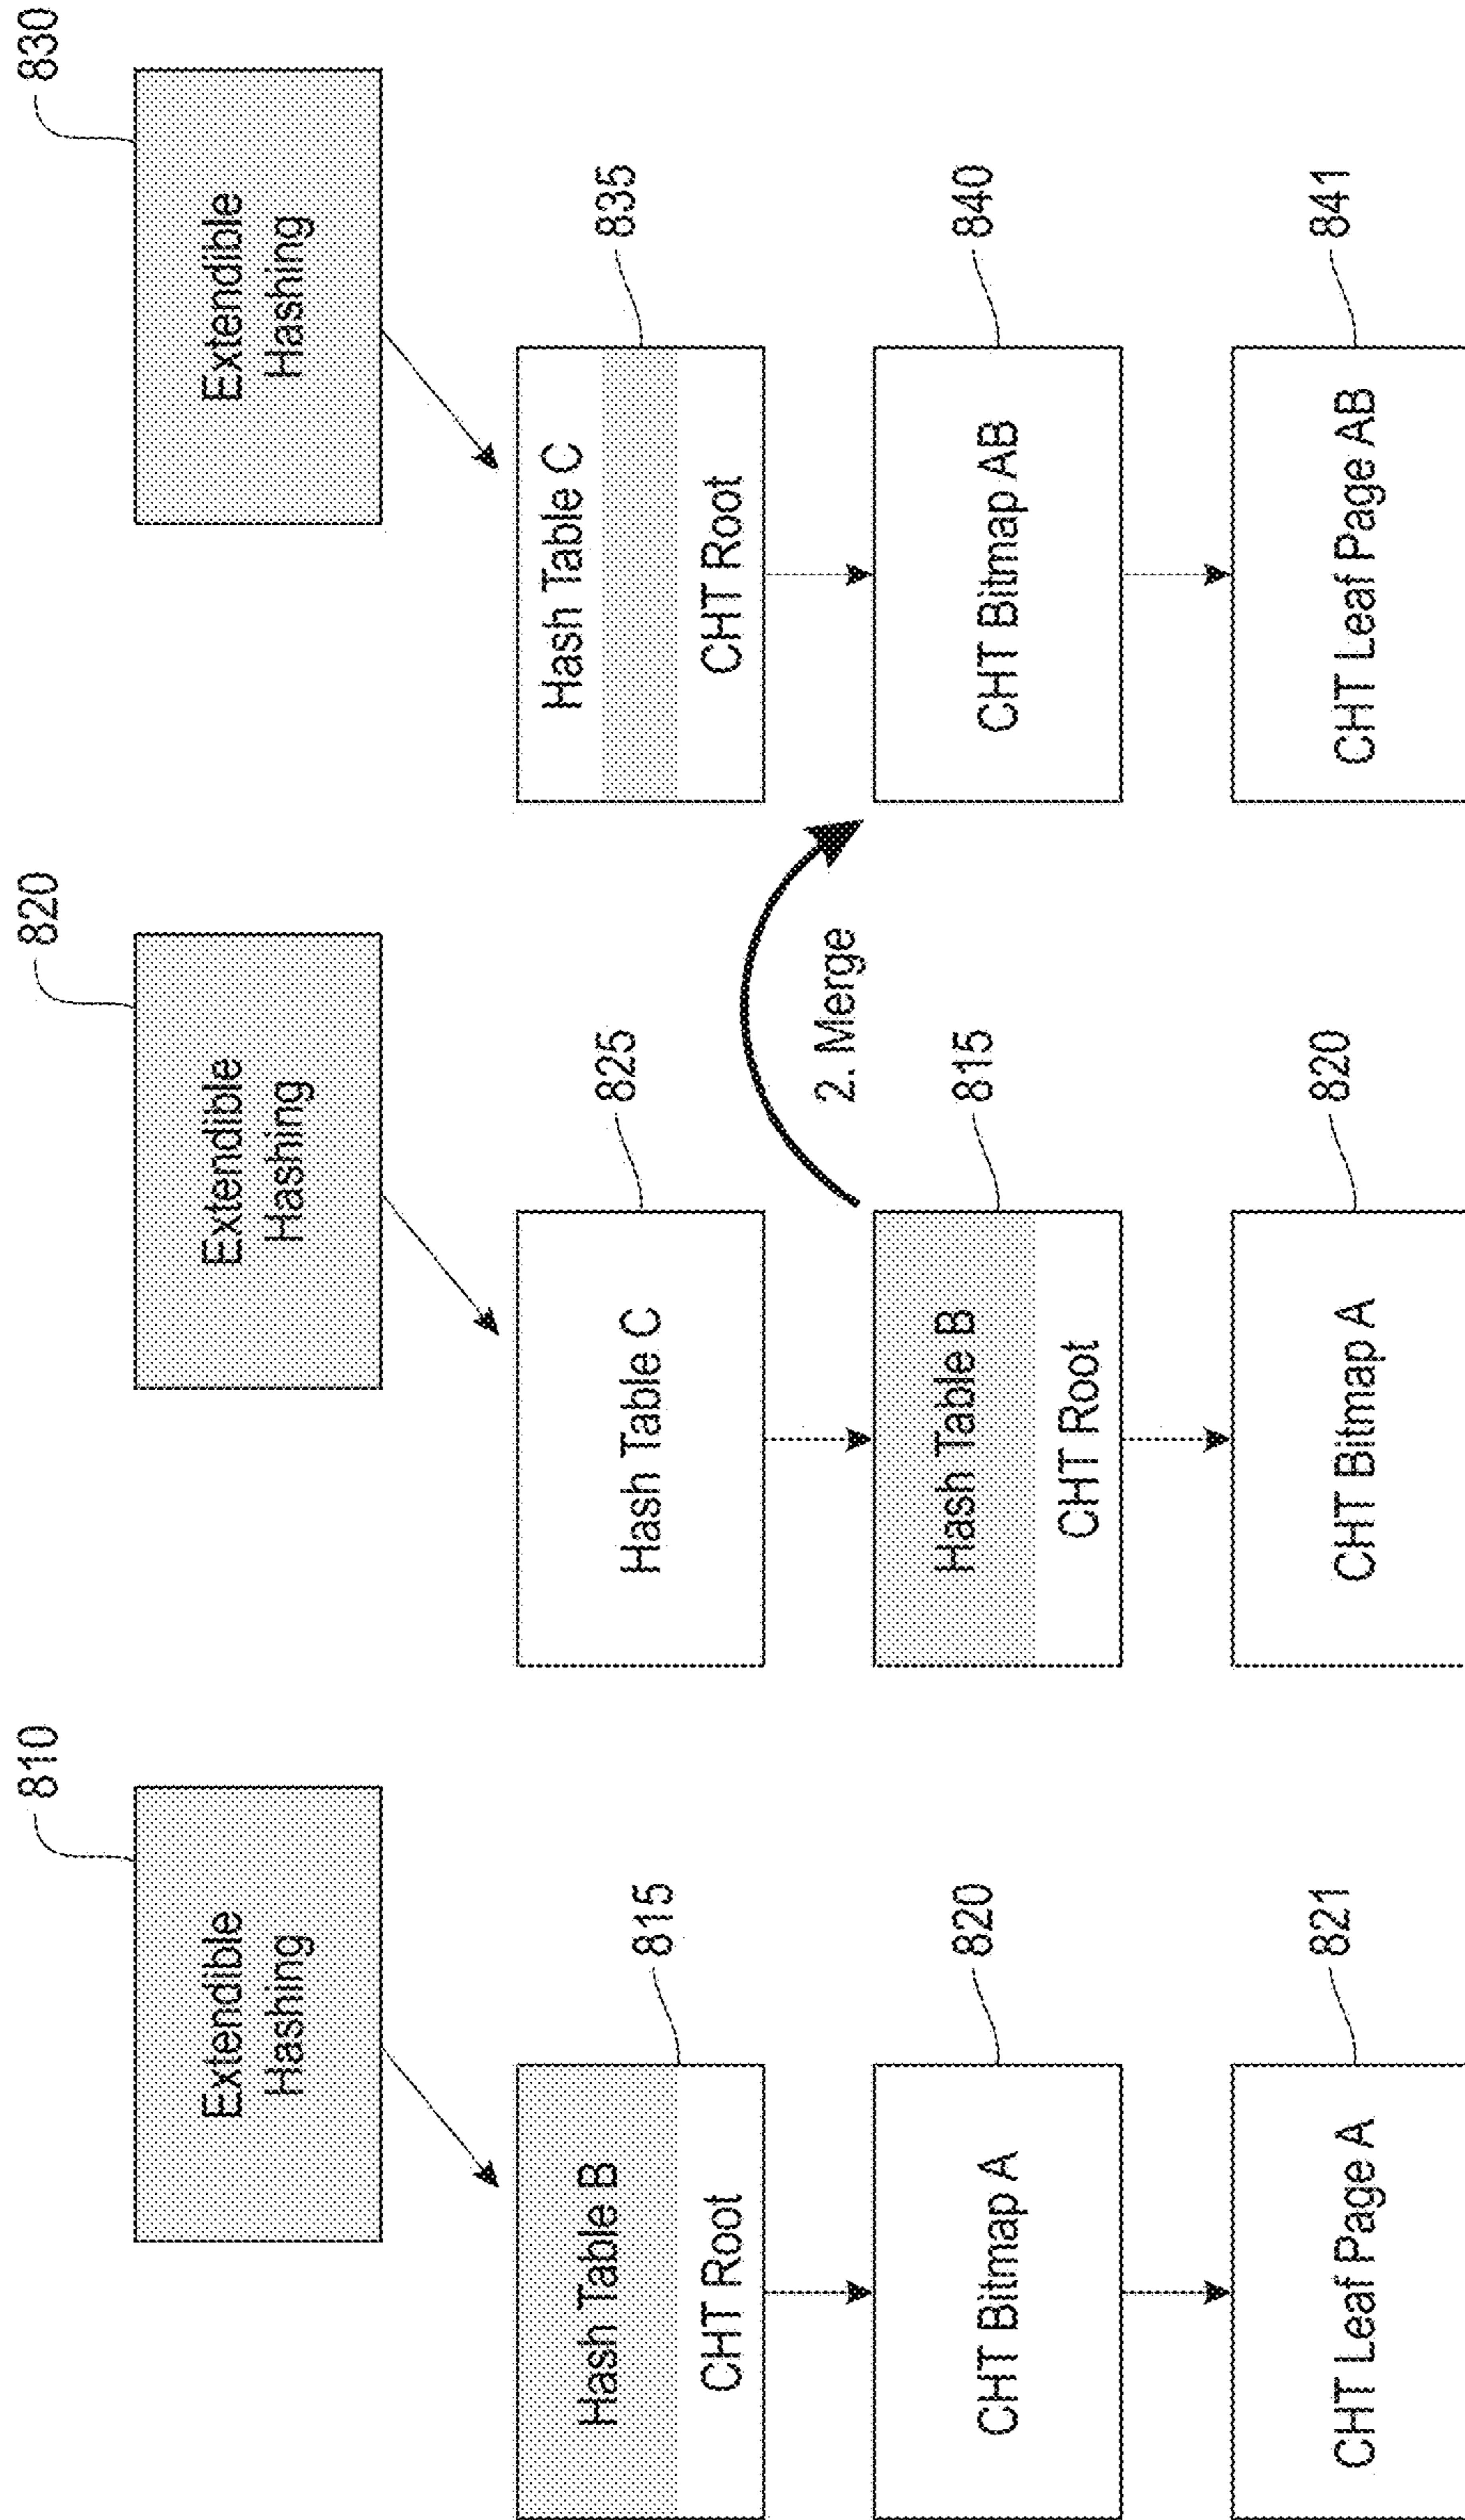 810
Extendible
Hashing
815
Hash Table B
CHT Root
820
CHT Bitmap A
821
CHT Leaf Page A
820
Extendible
Hashing
825
Hash Table C
2. Merge
815
Hash Table B
CHT Root
820
CHT Bitmap A
830
Extendible
Hashing
835
Hash Table C
CHT Root
840
CHT Bitmap AB
841
CHT Leaf Page AB